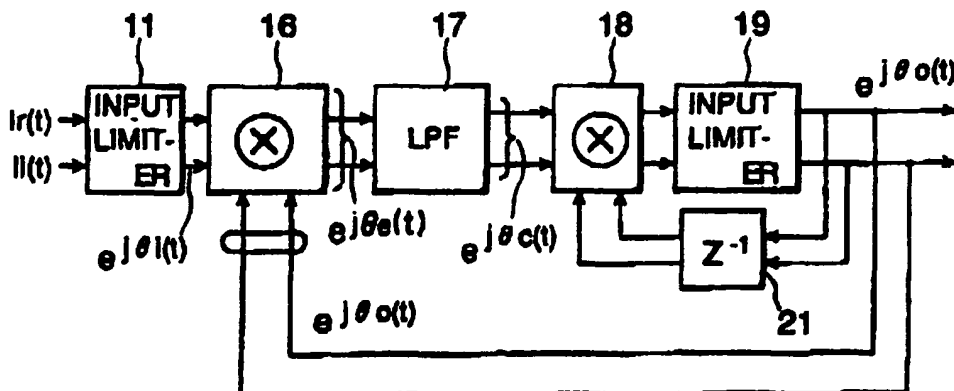 11
16
17
18
19
e^jθo(t)
Ir(t)
Ii(t)
INPUT
LIMIT-
ER
LPF
INPUT
LIMIT-
ER
e^jθi(t)
e^jθe(t)
e^jθc(t)
Z⁻¹
21
e^jθo(t)